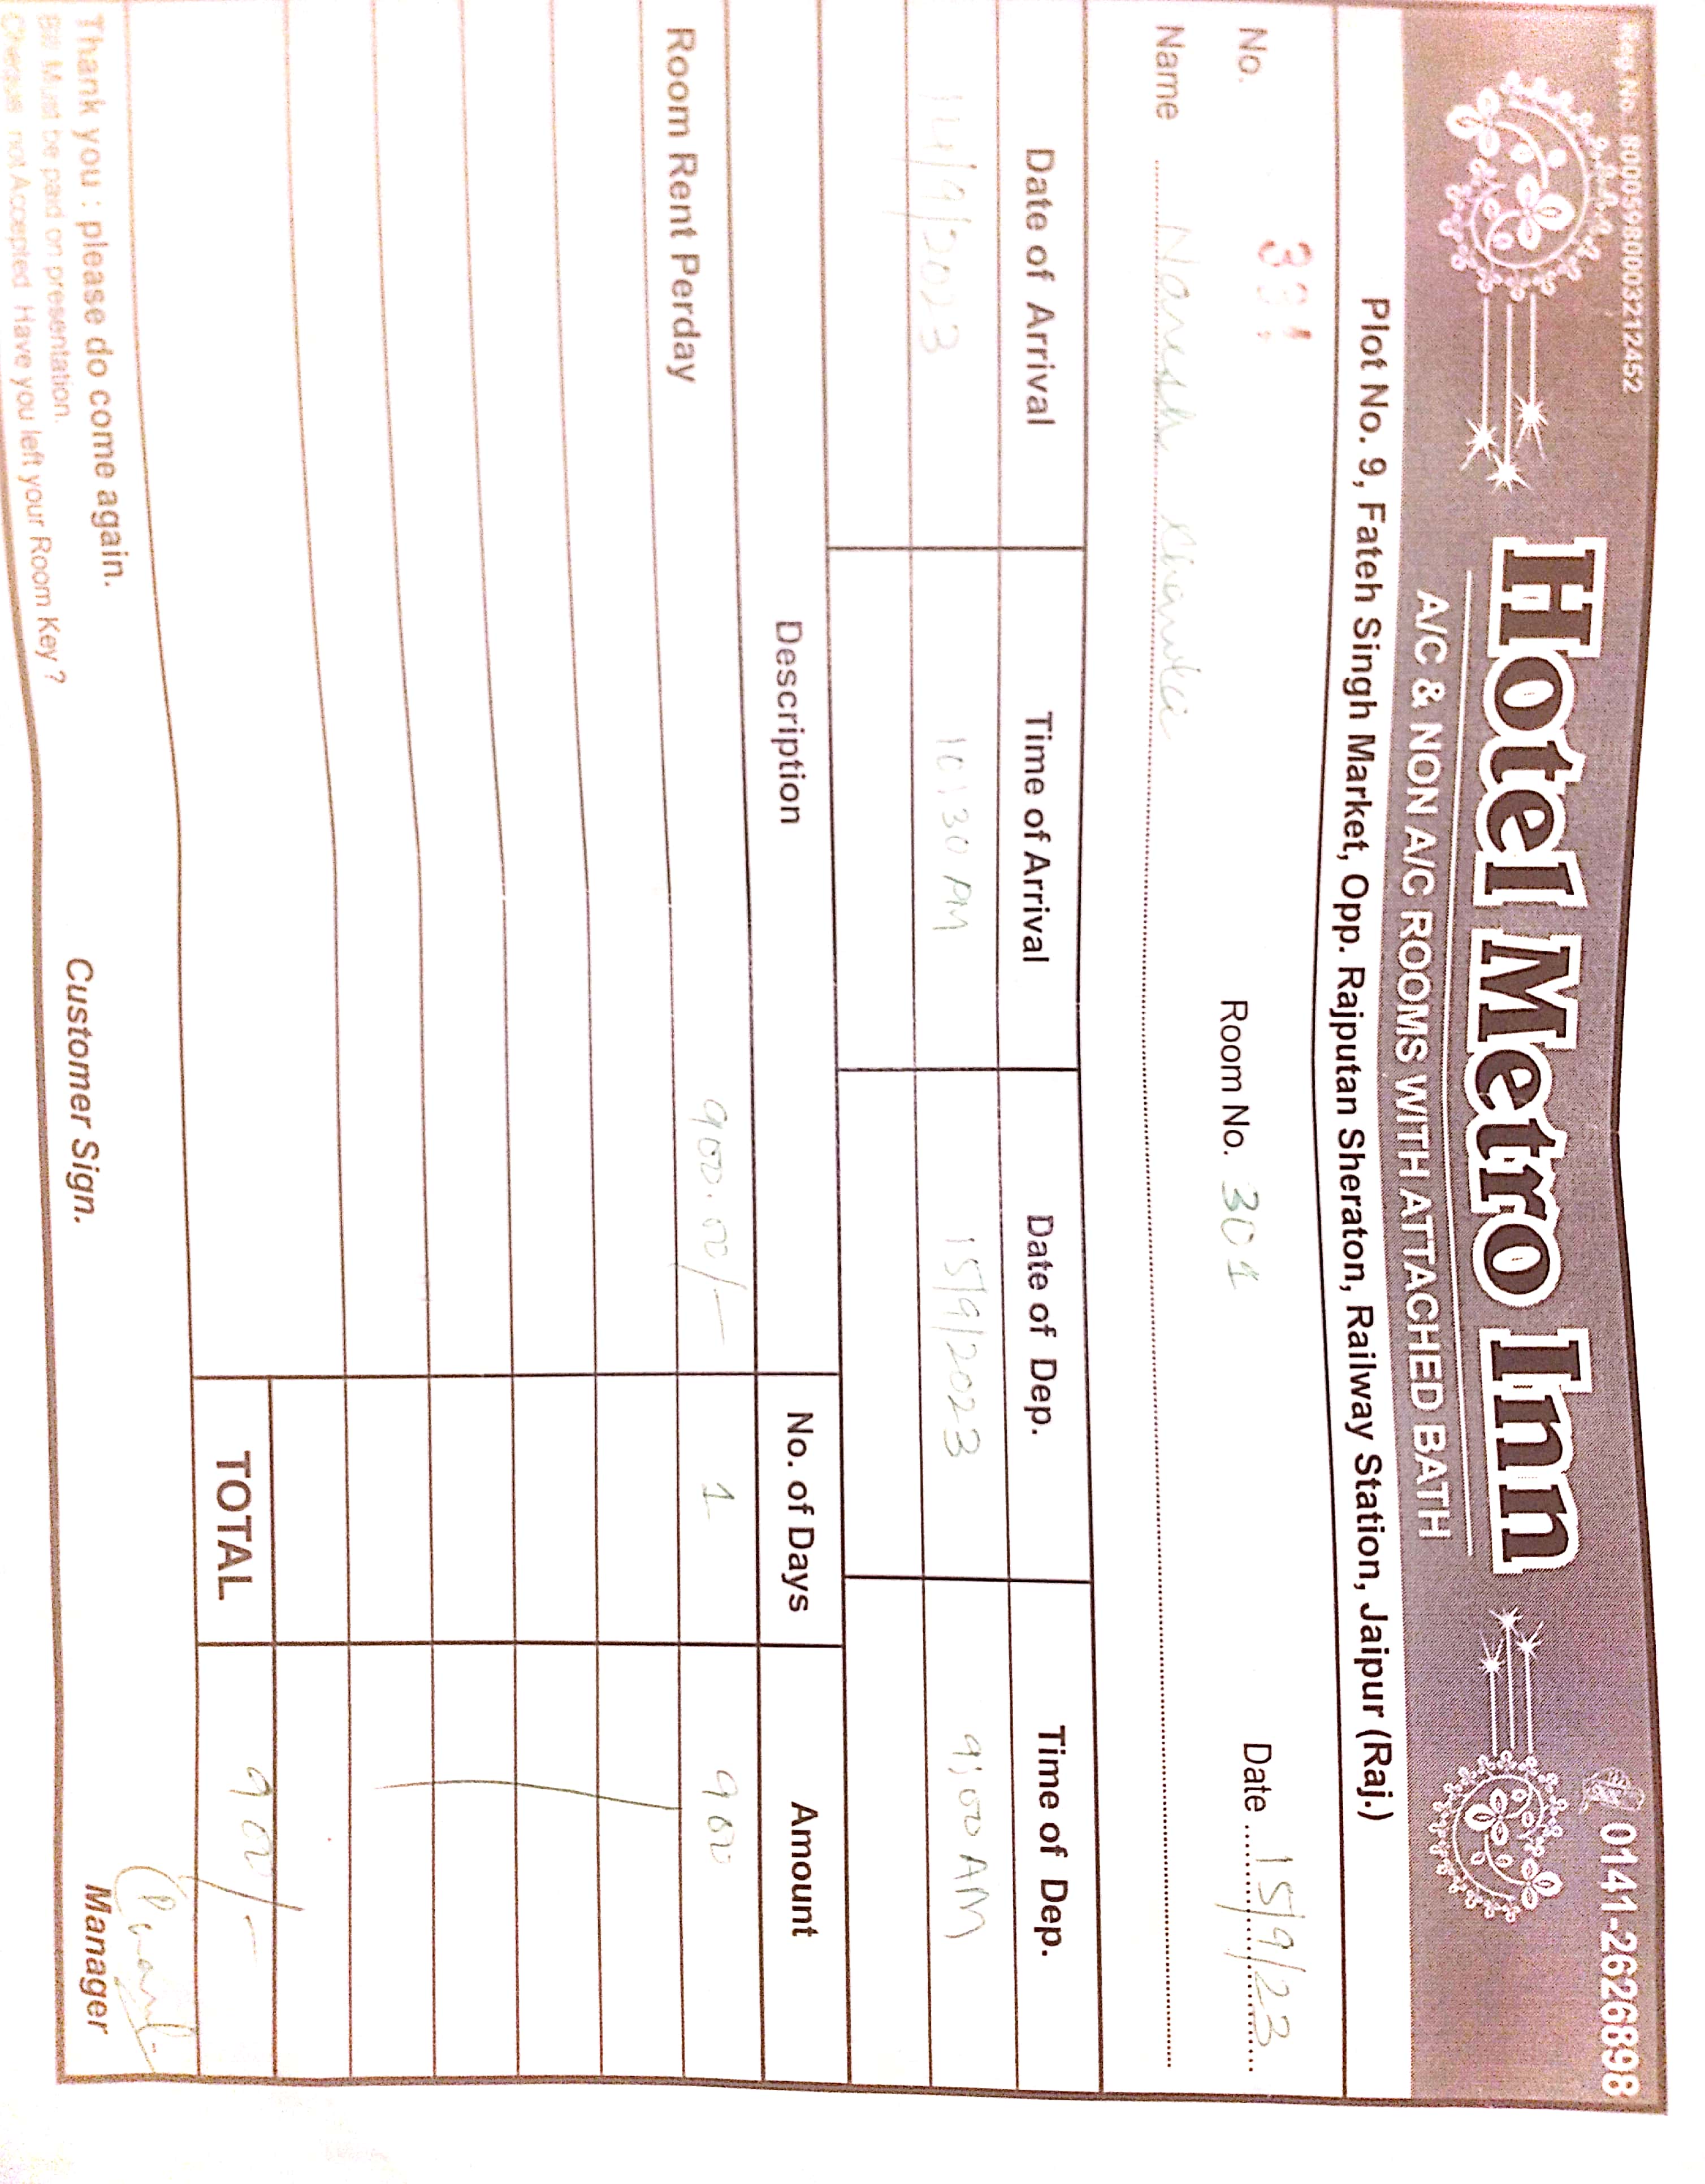 Reg. No. 800059800003212452 0141-2626898
Hotel Metro Inn
A/C & NON A/C ROOMS WITH ATTACHED BATH
Plot No. 9, Fateh Singh Market, Opp. Rajputan Sheraton, Railway Station, Jaipur (Raj.)
No. Room No. 301 Date 15/9/23
Name Naresh
Date of Arrival Time of Arrival Date of Dep. Time of Dep.
14/9/2023 10:30 PM 15/9/2023 9:00 AM
Description No. of Days Amount
Room Rent Perday 900.00/- 1 900
TOTAL 900/-
Thank you : please do come again.
Bill Must be paid on presentation.
Cheque not Accepted Have you left your Room Key ?
Customer Sign. Manager